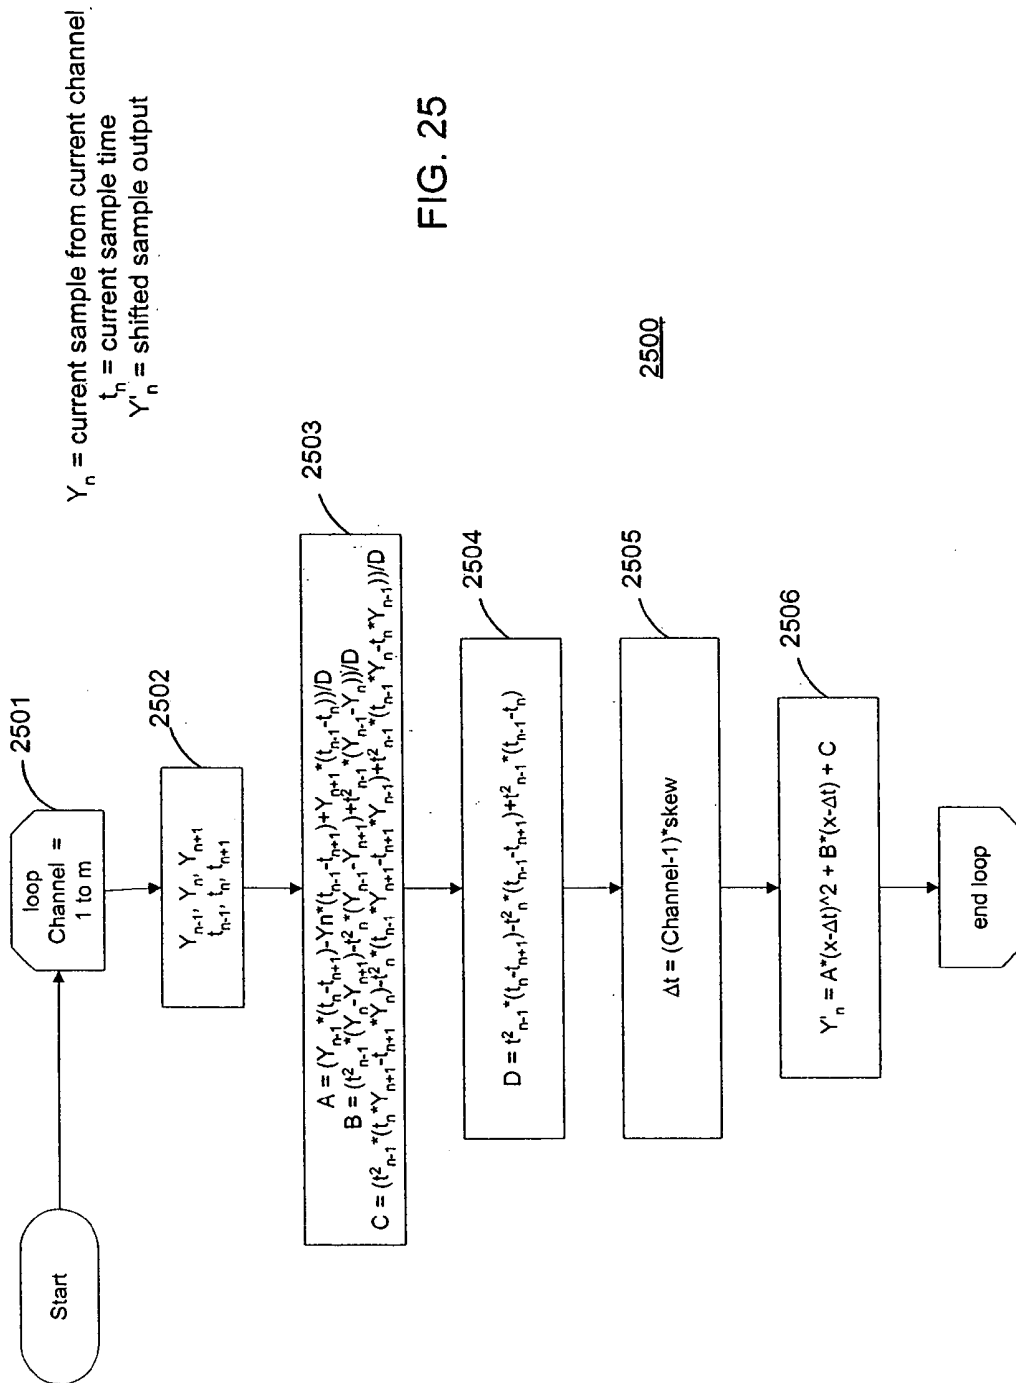 Yₙ = current sample from current channel
tₙ = current sample time
Y'ₙ = shifted sample output
Start
2501
loop
Channel =
1 to m
2502
Yₙ₋₁, Yₙ, Yₙ₊₁
tₙ₋₁, tₙ, tₙ₊₁
2503
A = (Yₙ₋₁*(tₙ-tₙ₊₁)-Yn*(tₙ₋₁-tₙ₊₁)+Yₙ₊₁*(tₙ₋₁-tₙ))/D
B = (t²ₙ₋₁*(Yₙ-Yₙ₊₁)-t²ₙ*(Yₙ₋₁-Yₙ₊₁)+t²ₙ₋₁*(Yₙ₋₁-Yₙ))/D
C = (t²ₙ₋₁*(tₙ*Yₙ₊₁-tₙ₊₁*Yₙ)-t²ₙ*(tₙ₋₁*Yₙ₊₁-tₙ₊₁*Yₙ₋₁)+t²ₙ₋₁*(tₙ₋₁*Yₙ-tₙ*Yₙ₋₁))/D
2504
D = t²ₙ₋₁*(tₙ-tₙ₊₁)-t²ₙ*(tₙ₋₁-tₙ₊₁)+t²ₙ₋₁*(tₙ₋₁-tₙ)
2505
Δt = (Channel-1)*skew
2506
Y'ₙ = A*(x-Δt)^2 + B*(x-Δt) + C
end loop
2500
FIG. 25